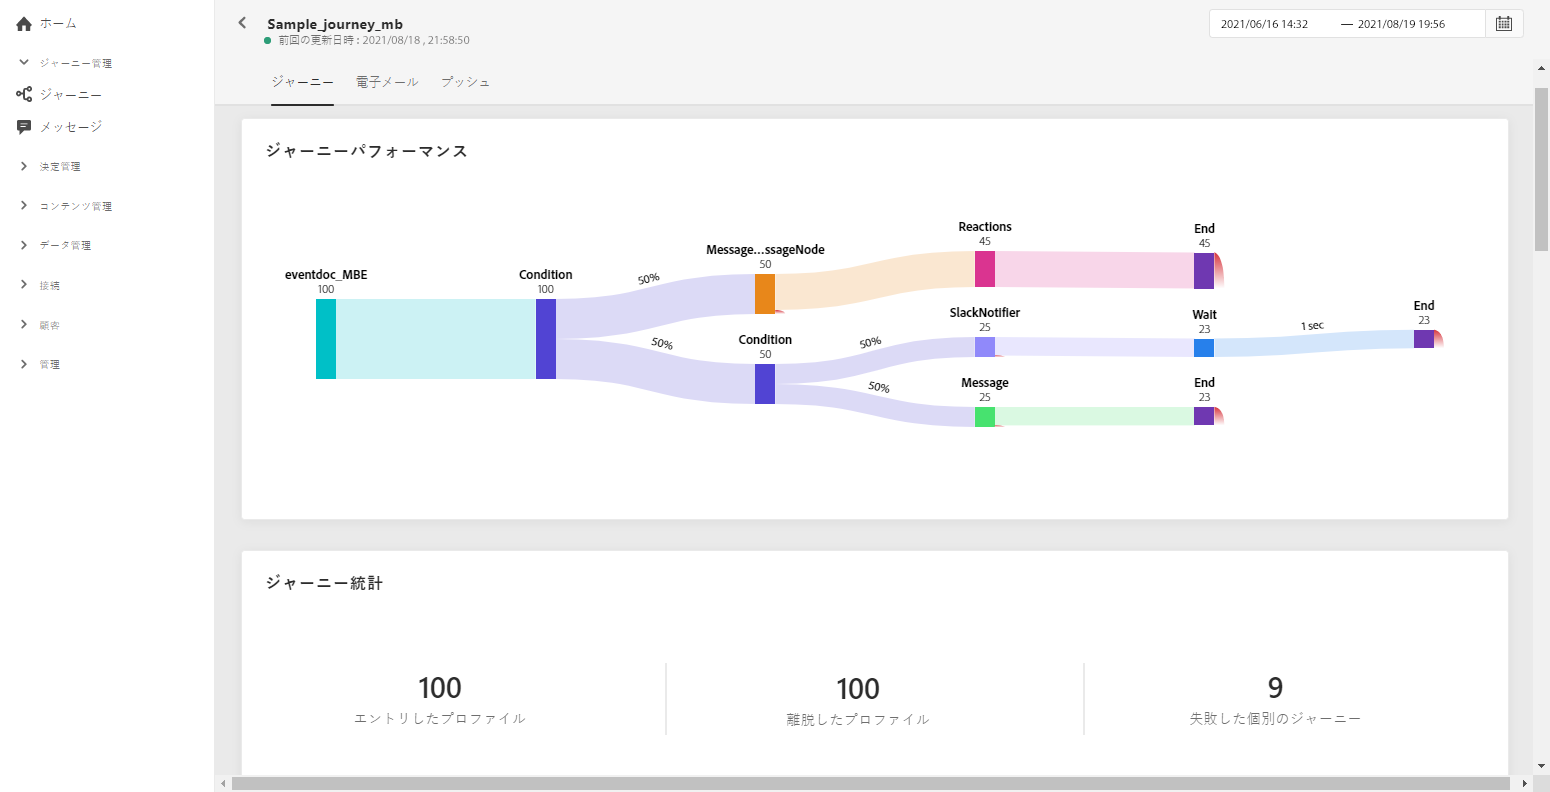 ホーム
ジャーニー管理
ジャーニー
メッセージ
決定管理
コンテンツ管理
データ管理
接続
顧客
管理
Sample_journey_mb
前回の更新日時 : 2021/08/18 , 21:58:50
2021/06/16 14:32 — 2021/08/19 19:56
ジャーニー 電子メール プッシュ
ジャーニーパフォーマンス
eventdoc_MBE
100
Condition
100
50%
50%
Message...ssageNode
50
Condition
50
50%
50%
Reactions
45
SlackNotifier
25
Message
25
End
45
Wait
23
End
23
1 sec
End
23
ジャーニー統計
100
エントリしたプロファイル
100
離脱したプロファイル
9
失敗した個別のジャーニー